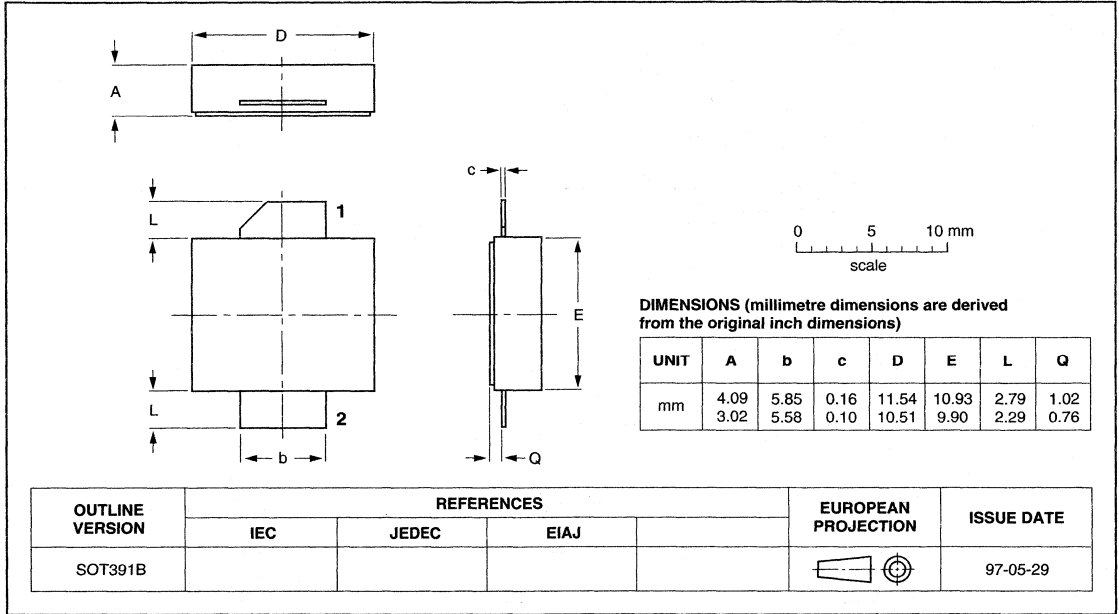 D
A
c
L
1
0 5 10 mm
scale
E
DIMENSIONS (millimetre dimensions are derived
from the original inch dimensions)
UNIT A b c D E L Q
mm 4.09 5.85 0.16 11.54 10.93 2.79 1.02
3.02 5.58 0.10 10.51 9.90 2.29 0.76
L
2
b
Q
OUTLINE VERSION REFERENCES EUROPEAN PROJECTION ISSUE DATE
IEC JEDEC EIAJ
SOT391B 97-05-29